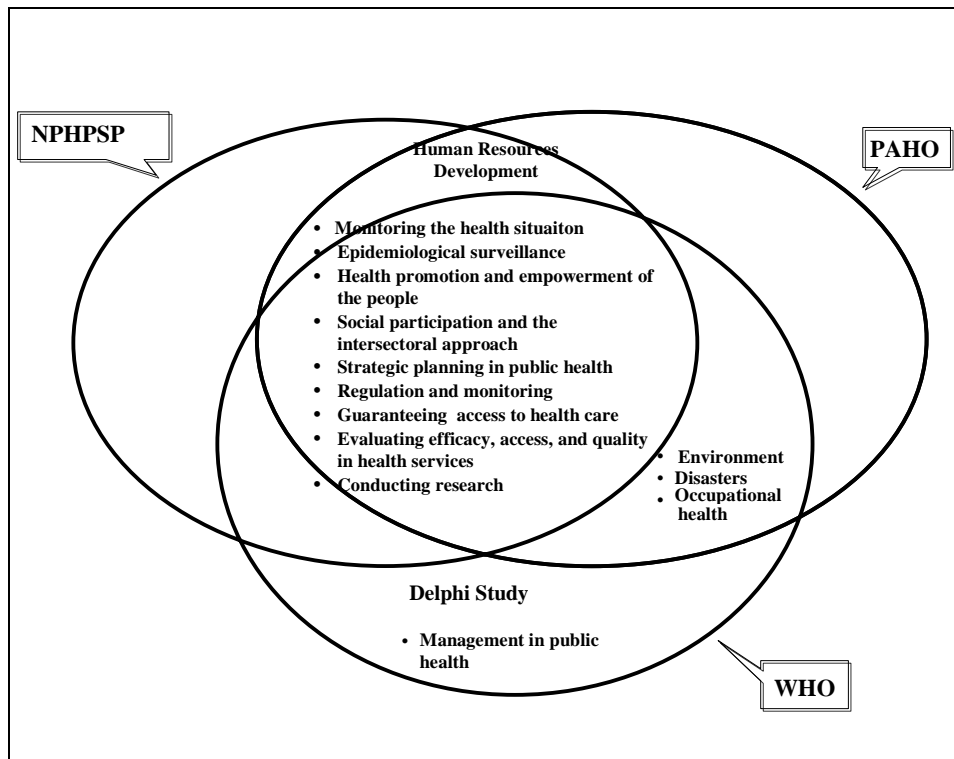 NPHPSP
PAHO
Human Resources
Development
• Monitoring the health situaiton
• Epidemiological surveillance
• Health promotion and empowerment of
the people
• Social participation and the
intersectoral approach
• Strategic planning in public health
• Regulation and monitoring
• Guaranteeing access to health care
• Evaluating efficacy, access, and quality
in health services
• Conducting research
• Environment
• Disasters
• Occupational
health
Delphi Study
• Management in public
health
WHO